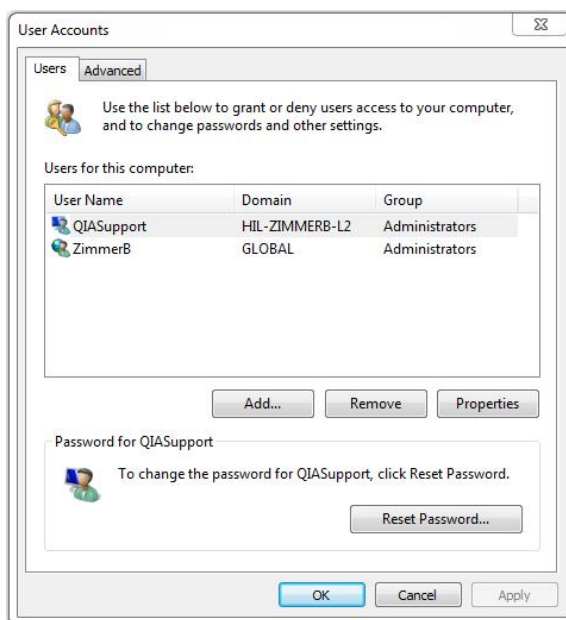 User Accounts
Users Advanced
Use the list below to grant or deny users access to your computer,
and to change passwords and other settings.
Users for this computer:
User Name Domain Group
QIASupport HIL-ZIMMERB-L2 Administrators
ZimmerB GLOBAL Administrators
Add... Remove Properties
Password for QIASupport
To change the password for QIASupport, click Reset Password.
Reset Password...
OK Cancel Apply